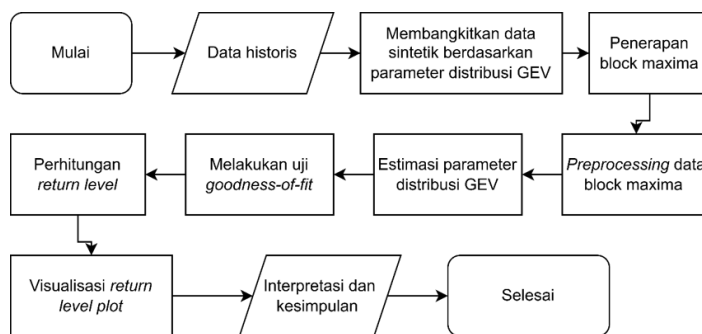 Mulai
Data historis
Membangkitkan data
sintetik berdasarkan
parameter distribusi GEV
Penerapan
block maxima
Preprocessing data
block maxima
Estimasi parameter
distribusi GEV
Melakukan uji
goodness-of-fit
Perhitungan
return level
Visualisasi return
level plot
Interpretasi dan
kesimpulan
Selesai